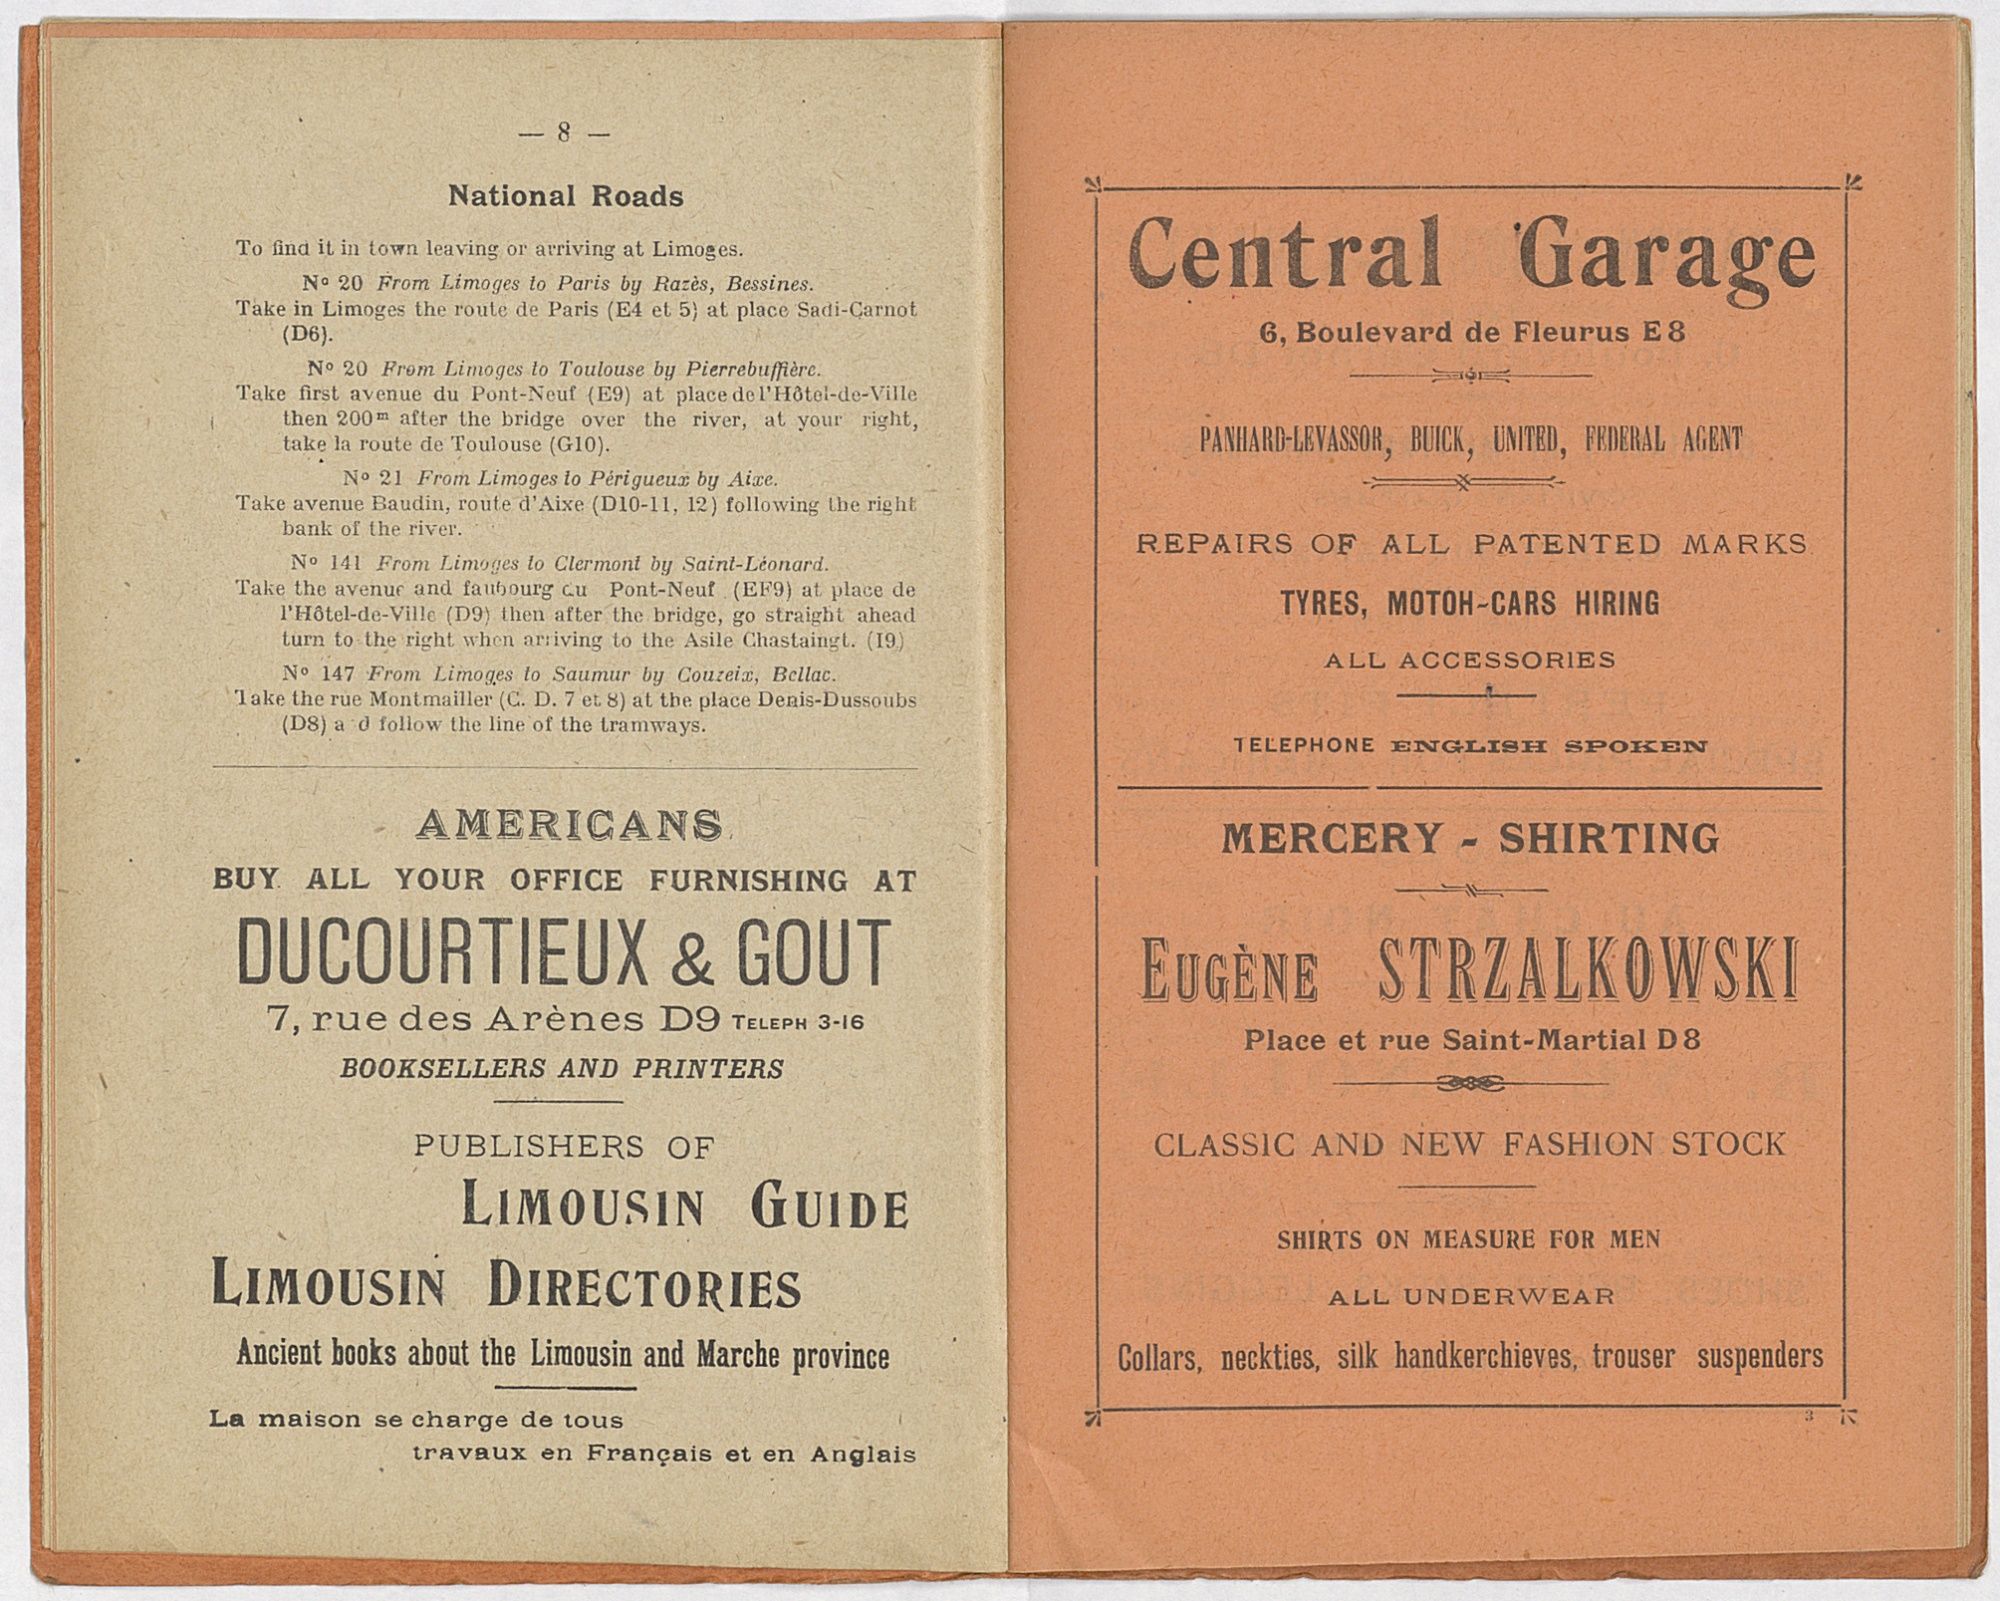 — 8 —
National Roads
To find it in town leaving or arriving at Limoges.
No 20 From Limoges to Paris by Razès, Bessines.
Take in Limoges the route de Paris (E4 et 5) at place Sadi-Carnot
(D6).
No 20 From Limoges to Toulouse by Pierrebuffière.
Take first avenue du Pont-Neuf (E9) at place de l'Hôtel-de-Ville
then 200m after the bridge over the river, at your right,
take la route de Toulouse (G10).
No 21 From Limoges to Périgueux by Aixe.
Take avenue Baudin, route d'Aixe (D10-11, 12) following the right
bank of the river.
No 141 From Limoges to Clermont by Saint-Léonard.
Take the avenue and faubourg du Pont-Neuf (EF9) at place de
l'Hôtel-de-Ville (D9) then after the bridge, go straight ahead
turn to the right when arriving to the Asile Chastaingt. (I9)
No 147 From Limoges to Saumur by Couzeix, Bellac.
Take the rue Montmailler (C. D. 7 et 8) at the place Denis-Dussoubs
(D8) a d follow the line of the tramways.
AMERICANS
BUY ALL YOUR OFFICE FURNISHING AT
DUCOURTIEUX & GOUT
7, rue des Arènes D9 TELEPH 3-16
BOOKSELLERS AND PRINTERS
PUBLISHERS OF
LIMOUSIN GUIDE
LIMOUSIN DIRECTORIES
Ancient books about the Limousin and Marche province
La maison se charge de tous
travaux en Français et en Anglais
Central Garage
6, Boulevard de Fleurus E8
PANHARD-LEVASSOR, BUICK, UNITED, FEDERAL AGENT
REPAIRS OF ALL PATENTED MARKS
TYRES, MOTOH-CARS HIRING
ALL ACCESSORIES
TELEPHONE ENGLISH SPOKEN
MERCERY - SHIRTING
EUGÈNE STRZALKOWSKI
Place et rue Saint-Martial D8
CLASSIC AND NEW FASHION STOCK
SHIRTS ON MEASURE FOR MEN
ALL UNDERWEAR
Collars, neckties, silk handkerchieves, trouser suspenders
3